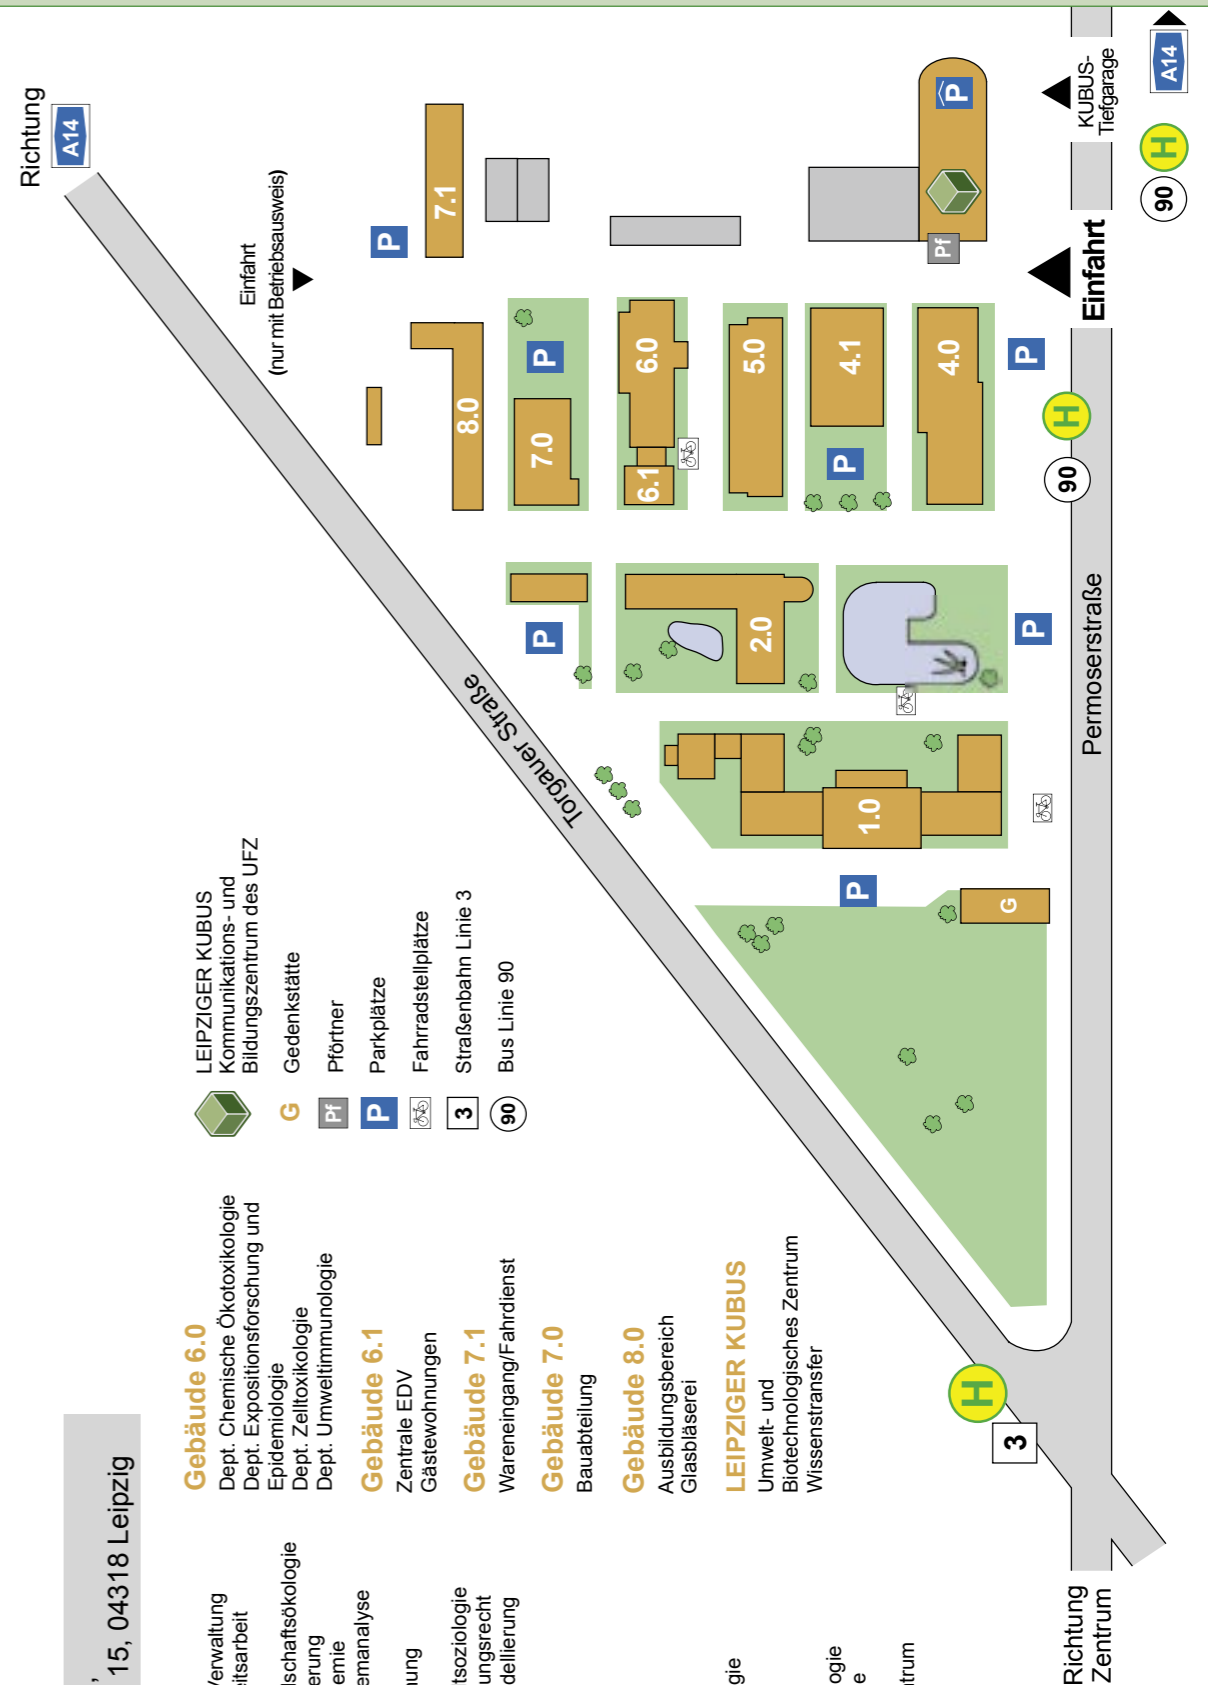 15, 04318 Leipzig
Verwaltung
Gebäude 6.0
Dept. Chemische Ökotoxikologie
Dept. Expositionsforschung und
Epidemiologie
Dept. Zelltoxikologie
Dept. Umweltimmunologie
Gebäude 6.1
Zentrale EDV
Gästewohnungen
Gebäude 7.1
Wareneingang/Fahrdienst
Gebäude 7.0
Bauabteilung
Gebäude 8.0
Ausbildungsbereich
Glasbläserei
LEIPZIGER KUBUS
Umwelt- und
Biotechnologisches Zentrum
Wissenstransfer
LEIPZIGER KUBUS
Kommunikations- und
Bildungszentrum des UFZ
G Gedenkstätte
Pf Pförtner
P Parkplätze
Fahrradstellplätze
3 Straßenbahn Linie 3
90 Bus Linie 90
Richtung
A14
Einfahrt
(nur mit Betriebsausweis)
P
7.1
8.0
P
7.0
6.0
6.1
5.0
4.1
P
4.0
P
P
Pf
P
2.0
P
1.0
P
G
Torgauer Straße
Permoserstraße
Einfahrt
KUBUS-
Tiefgarage
A14
H
90
H
90
H
3
Richtung
Zentrum